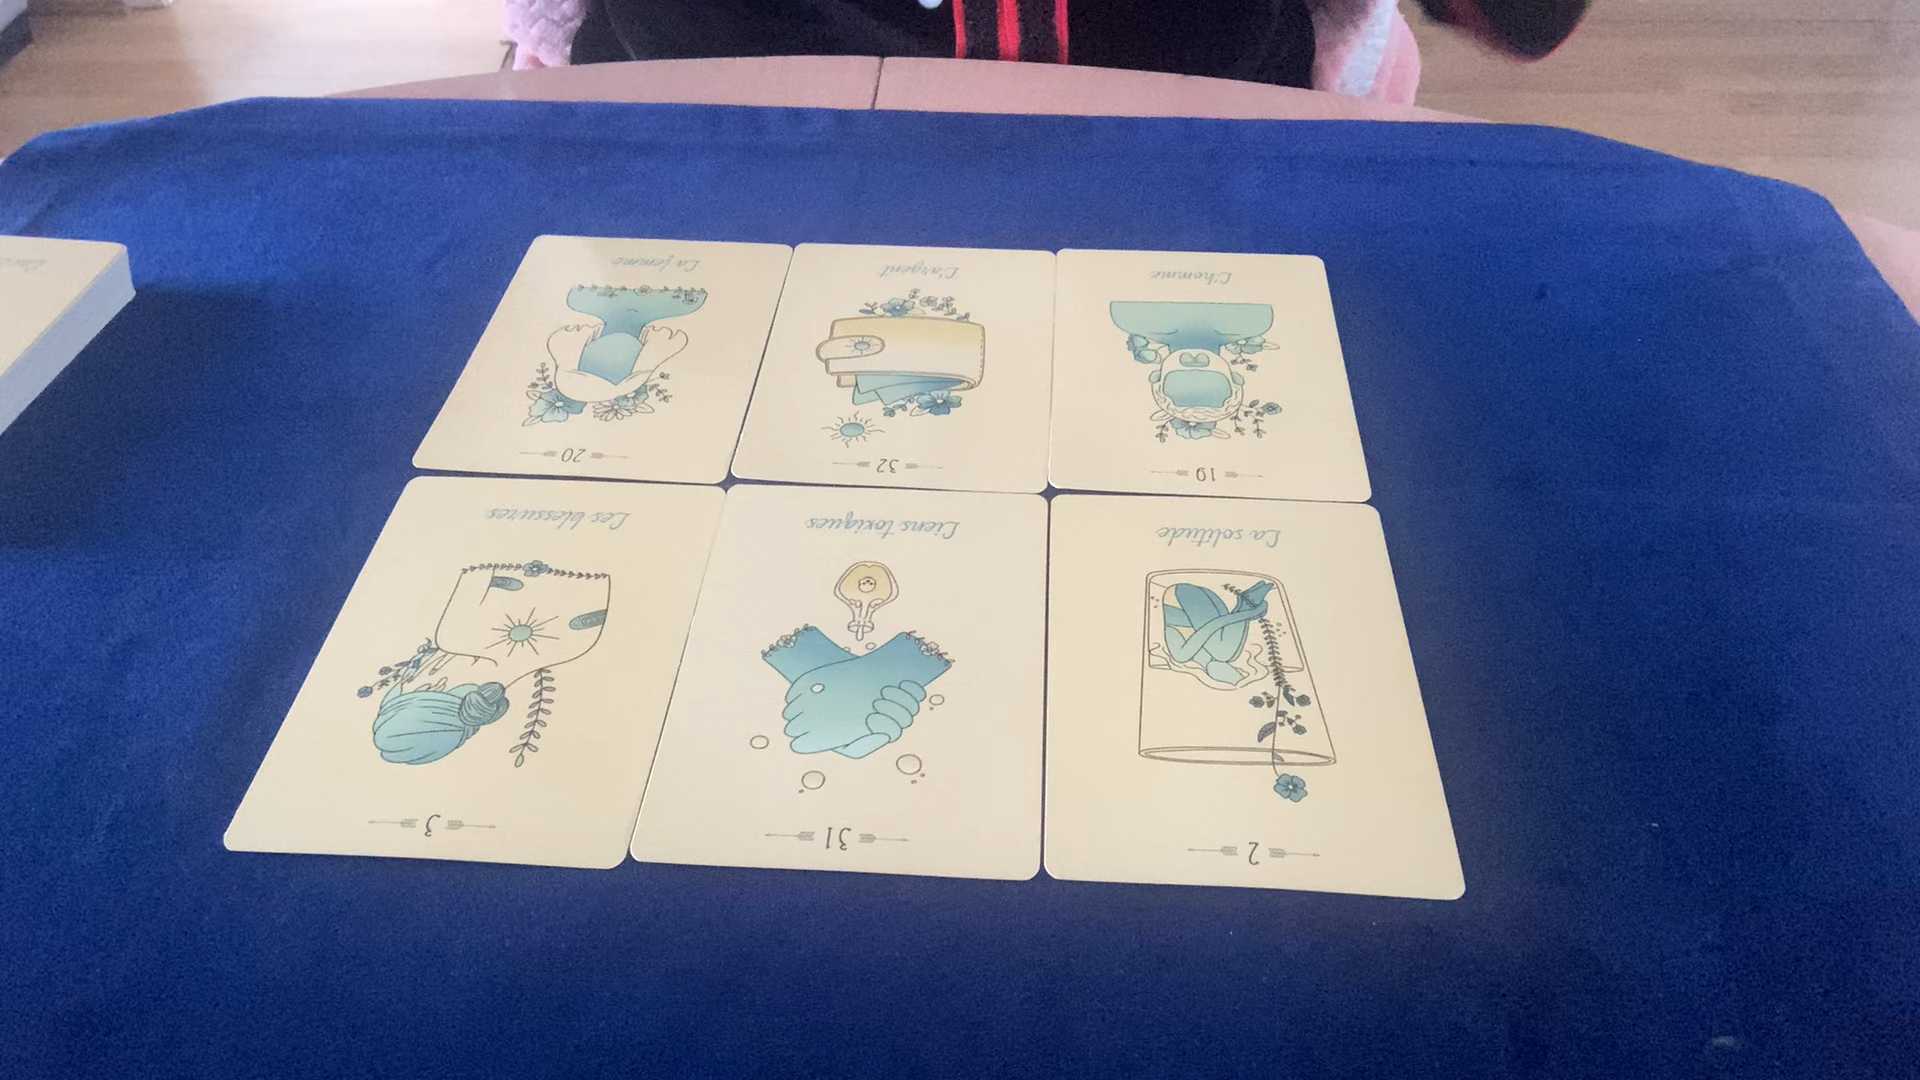 La femme
20
L'argent
32
L'homme
19
Les blessures
3
Liens toxiques
31
La solitude
2